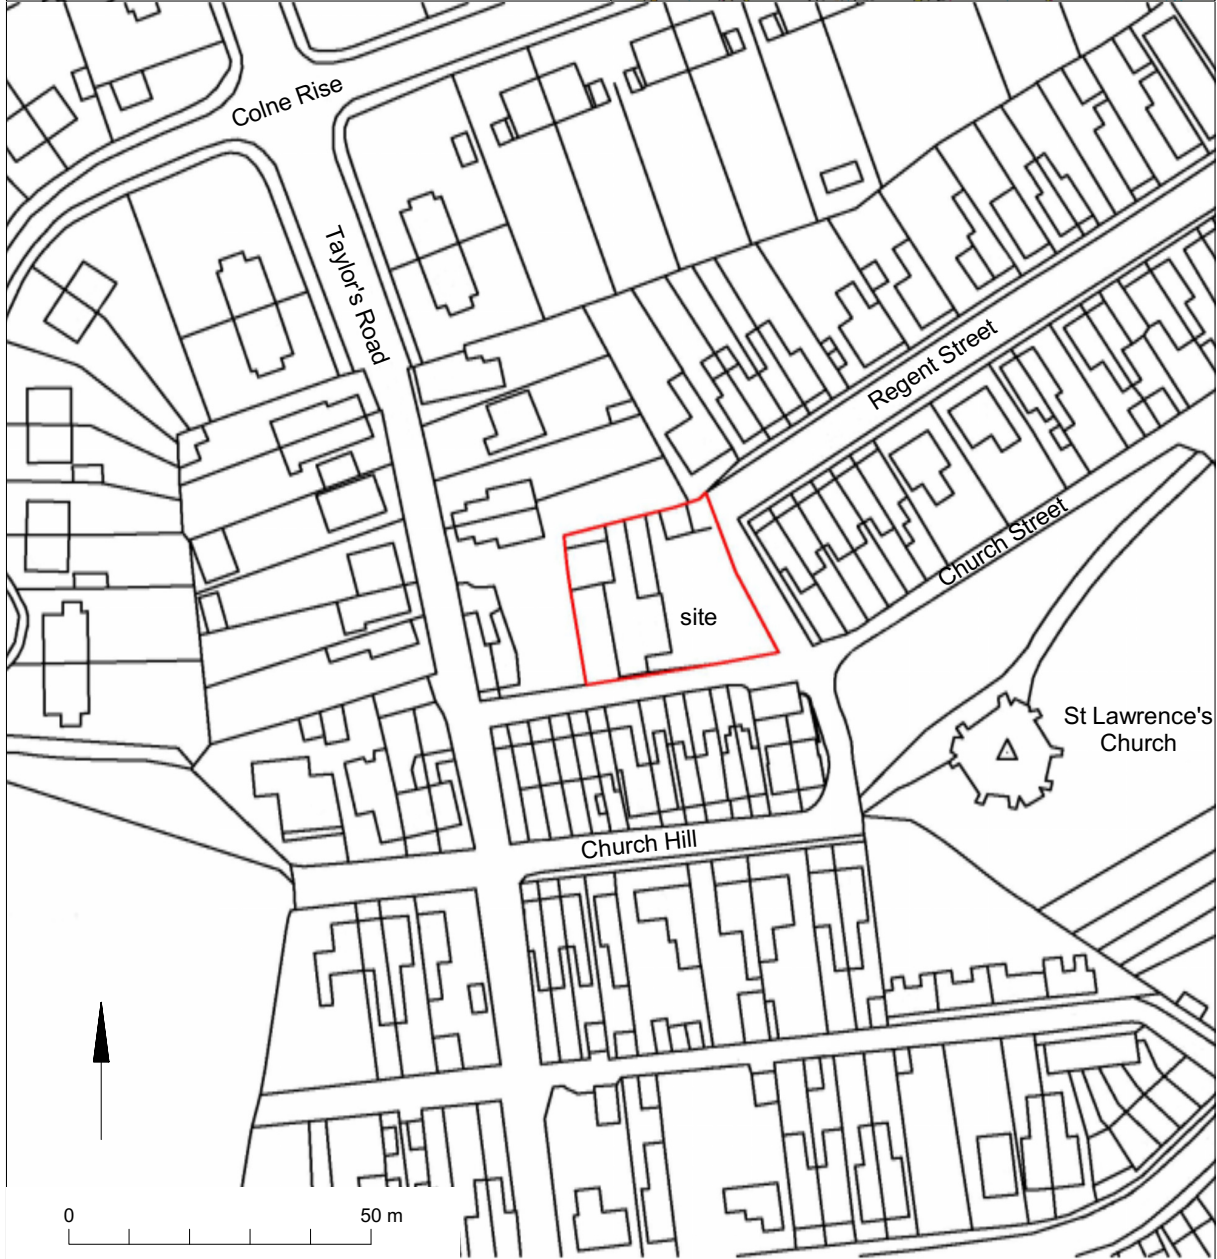 Colne Rise
Taylor's Road
Regent Street
Church Street
site
St Lawrence's
Church
Church Hill
0
50 m